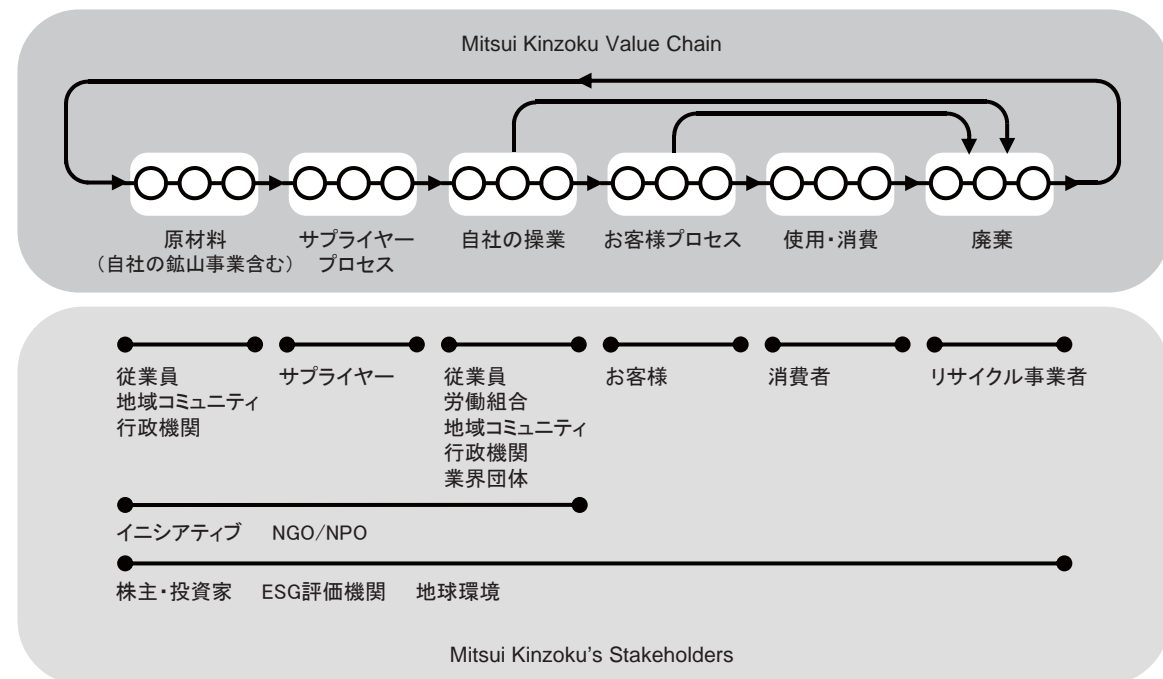 Mitsui Kinzoku Value Chain
原材料
（自社の鉱山事業含む）
サプライヤー
プロセス
自社の操業
お客様プロセス
使用・消費
廃棄
従業員
地域コミュニティ
行政機関
サプライヤー
従業員
労働組合
地域コミュニティ
行政機関
業界団体
お客様
消費者
リサイクル事業者
イニシアティブ NGO/NPO
株主・投資家 ESG評価機関 地球環境
Mitsui Kinzoku's Stakeholders